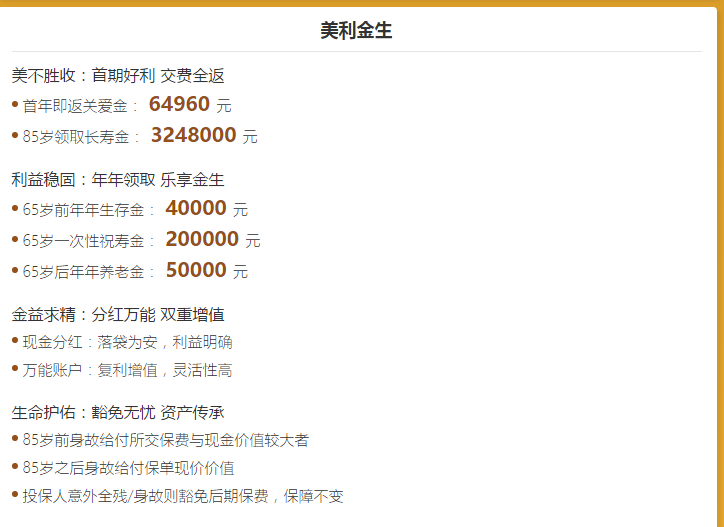 美利金生
美不胜收：首期好利 交费全返
首年即返关爱金： 64960 元
85岁领取长寿金： 3248000 元
利益稳固：年年领取 乐享金生
65岁前年年生存金： 40000 元
65岁一次性祝寿金： 200000 元
65岁后年年养老金： 50000 元
金益求精：分红万能 双重增值
现金分红：落袋为安，利益明确
万能账户：复利增值，灵活性高
生命护佑：豁免无忧 资产传承
85岁前身故给付所交保费与现金价值较大者
85岁之后身故给付保单现价价值
投保人意外全残/身故则豁免后期保费，保障不变